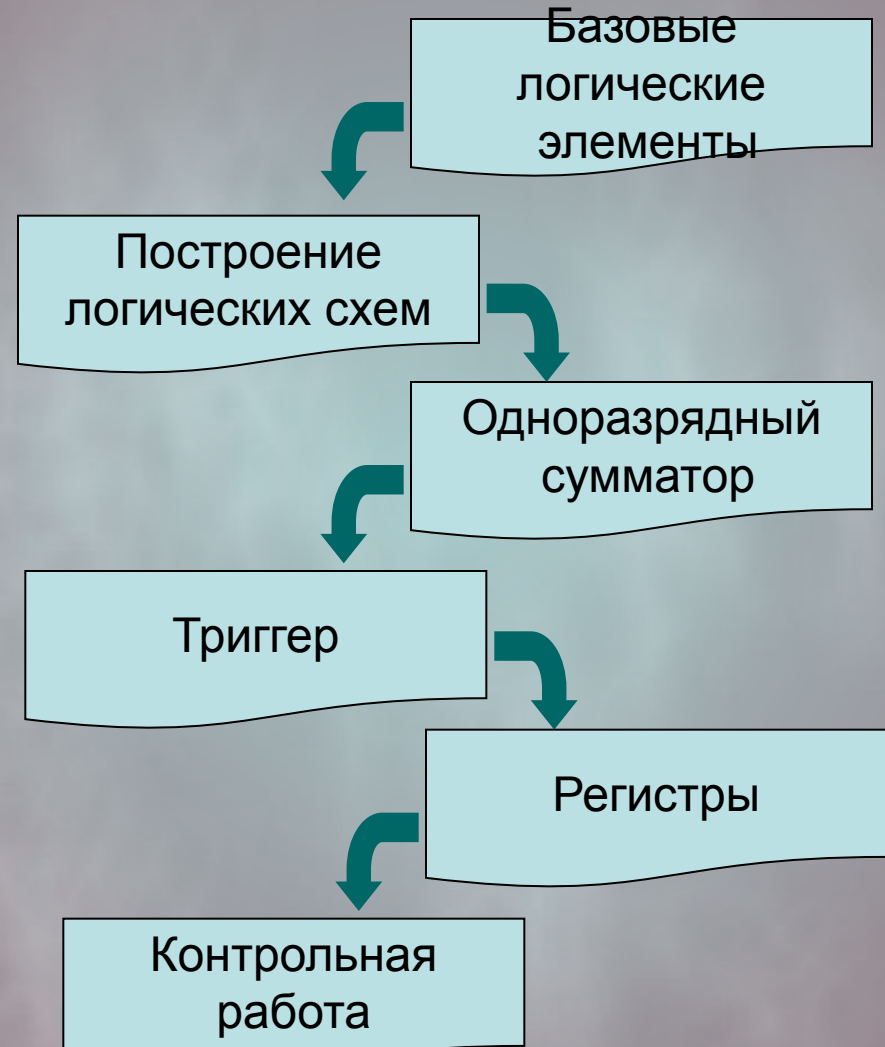 Базовые
логические
элементы
Построение
логических схем
Одноразрядный
сумматор
Триггер
Регистры
Контрольная
работа